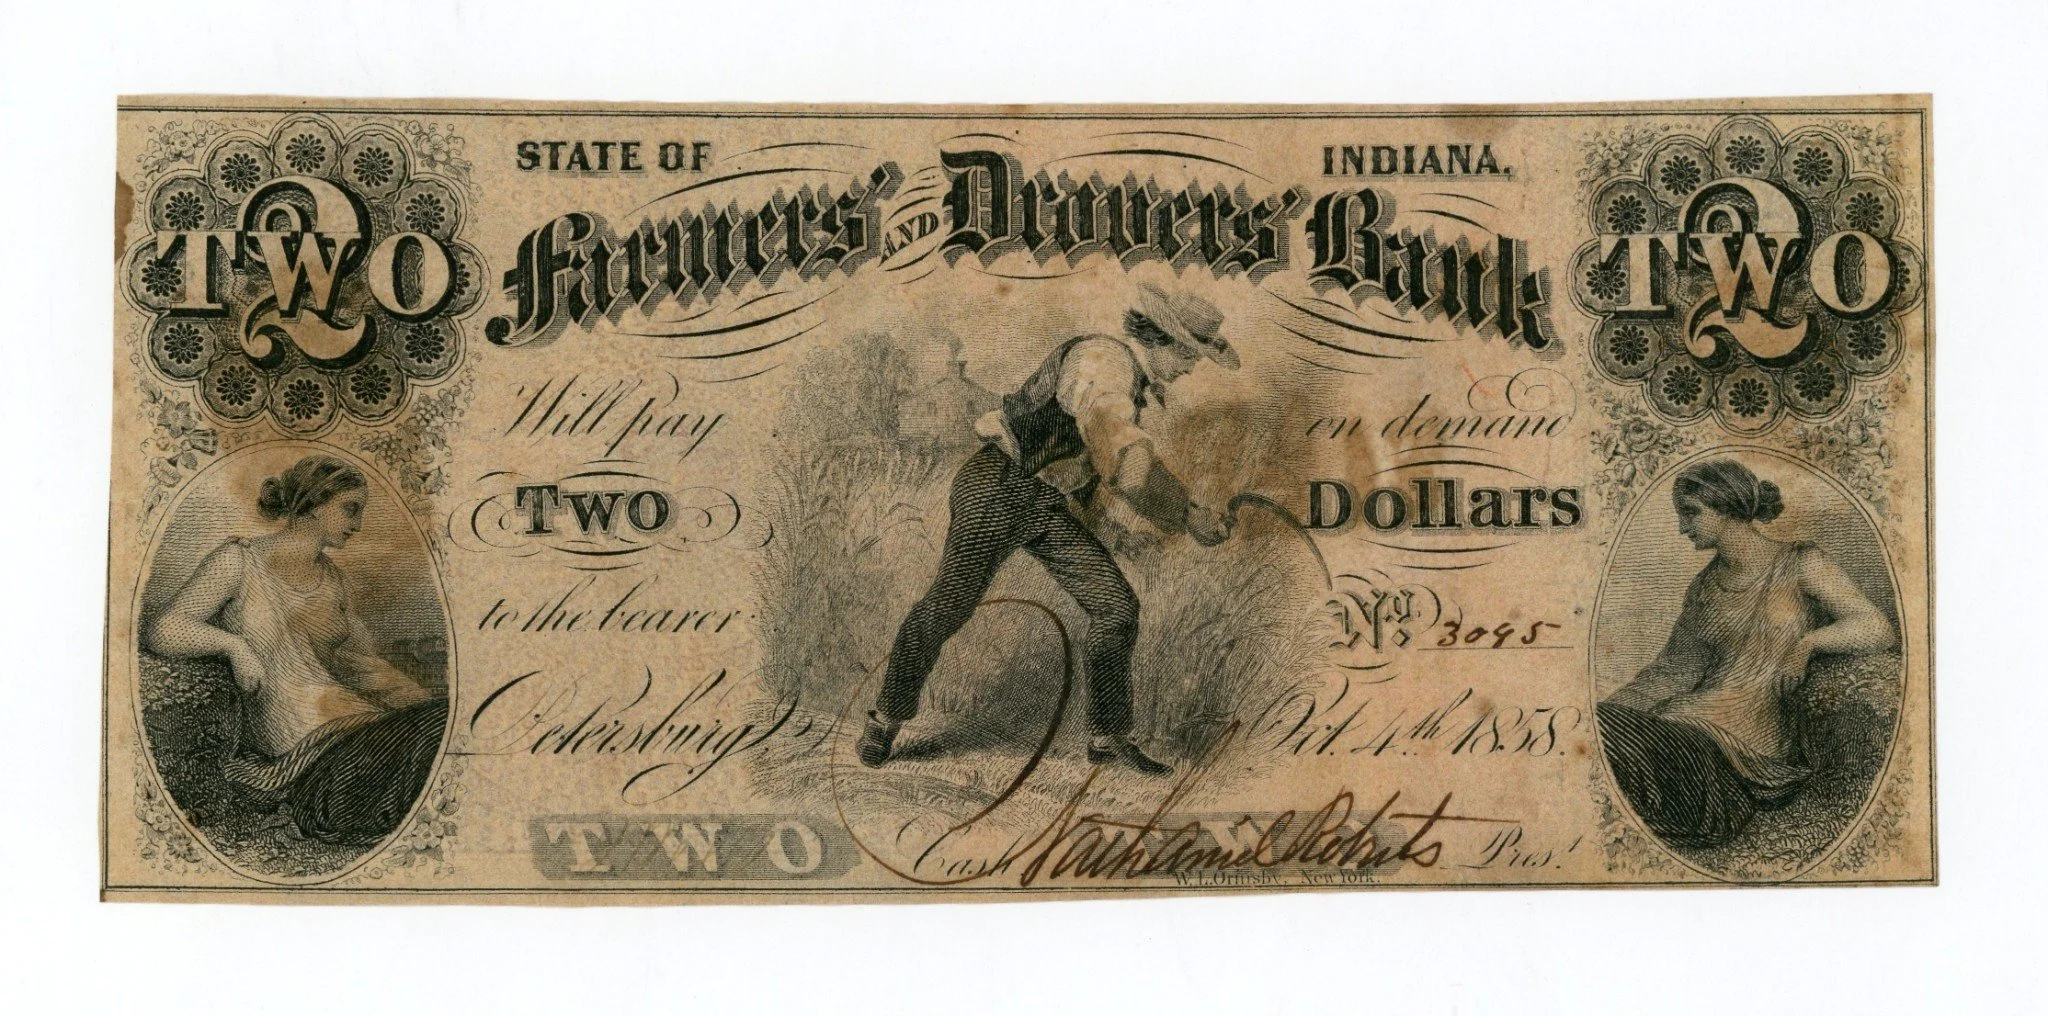 STATE OF INDIANA.
TWO 2 TWO 2
Farmers' AND Drovers' Bank
Will pay on demand
Two Dollars
to the bearer
No. 3095
Petersburg, Oct. 4th 1858.
TWO
Cash Nathaniel Roberts Prest
W. L. Ormsby, New York.